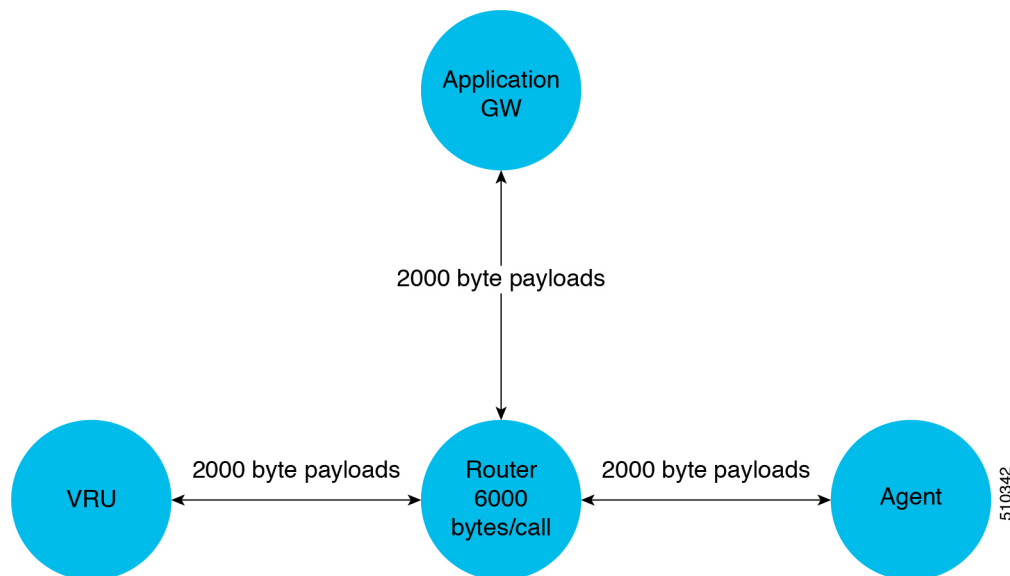 Application
GW
2000 byte payloads
VRU
2000 byte payloads
Router
6000
bytes/call
2000 byte payloads
Agent
510342